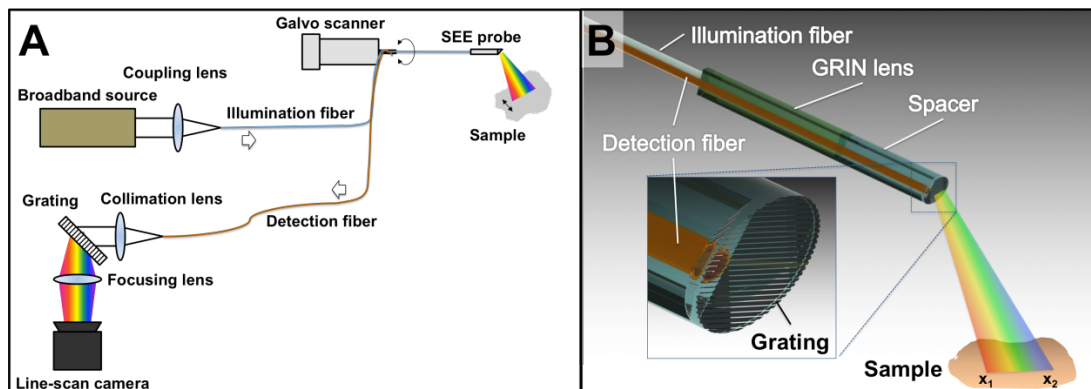 A
Galvo scanner
SEE probe
Coupling lens
Broadband source
Illumination fiber
Sample
Grating
Collimation lens
Detection fiber
Focusing lens
Line-scan camera
B
Illumination fiber
GRIN lens
Spacer
Detection fiber
Grating
Sample
x₁
x₂